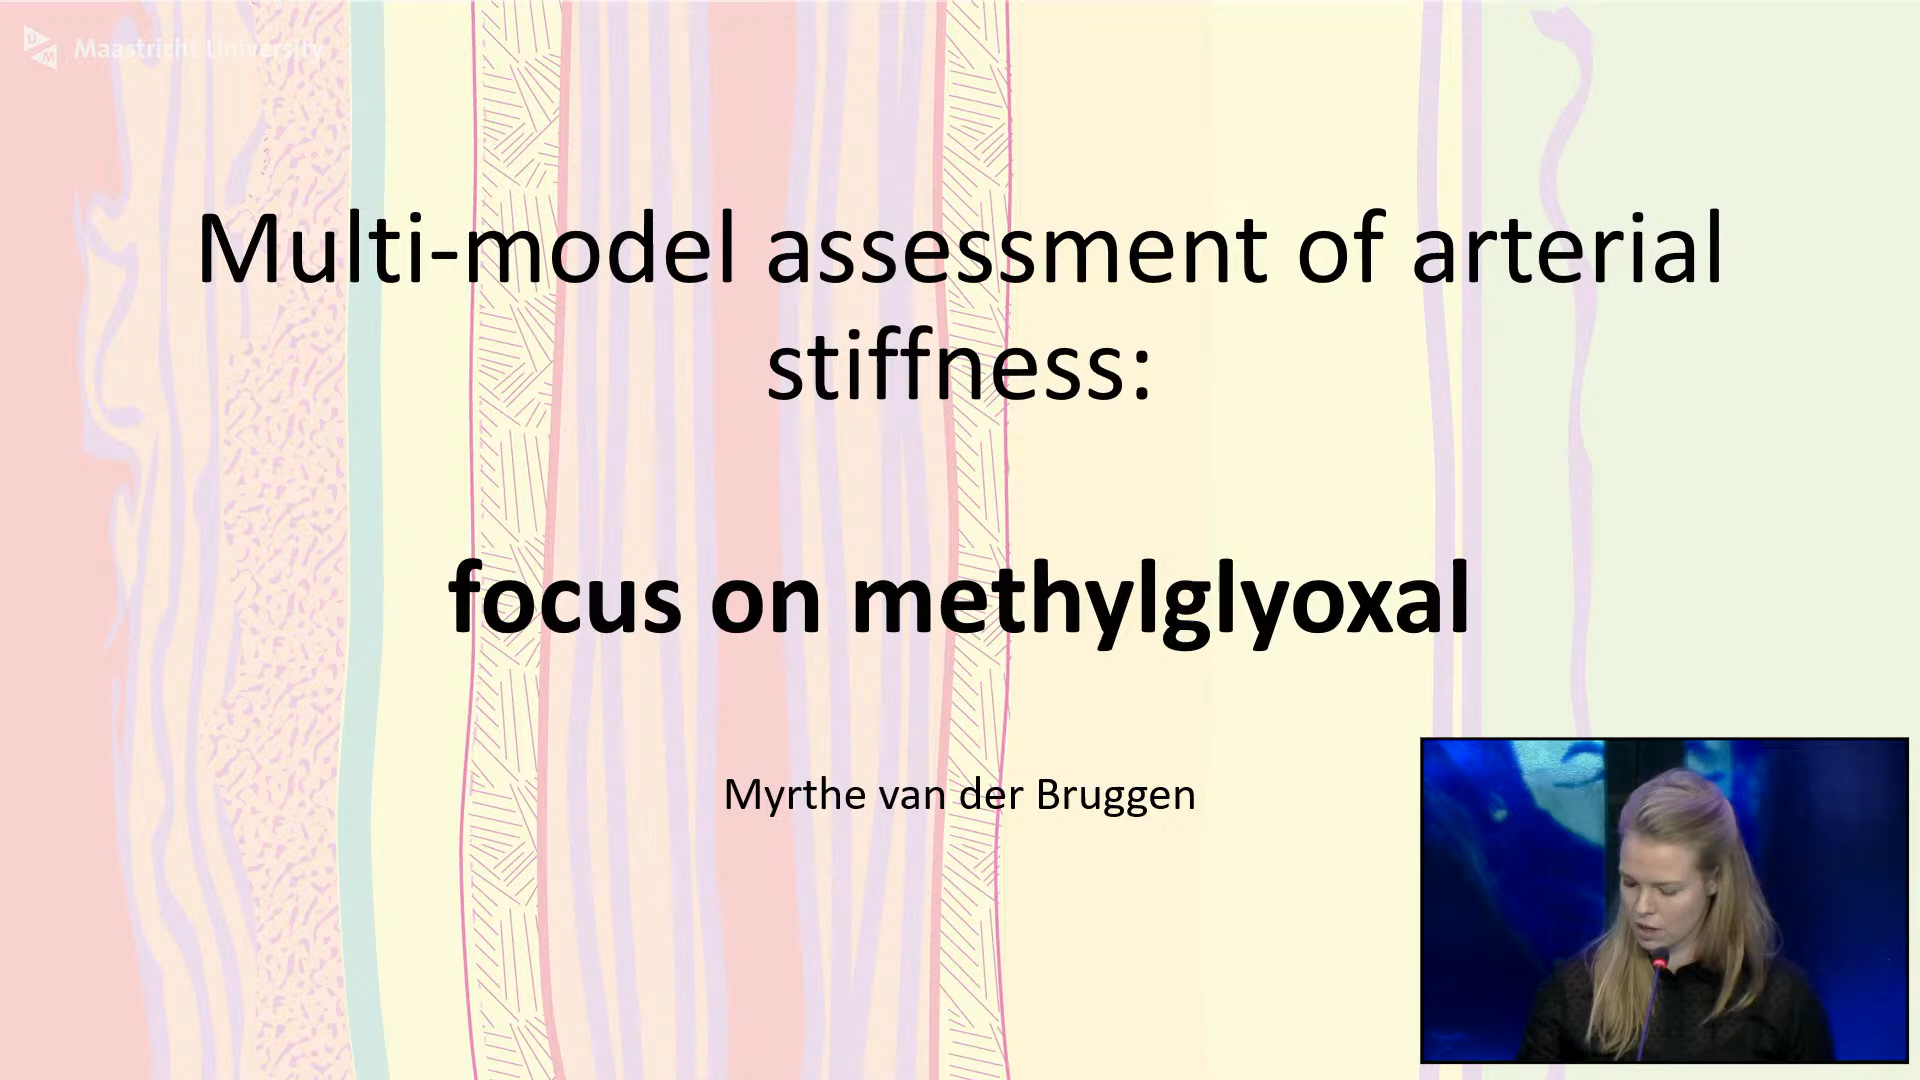 Maastricht University
Multi-model assessment of arterial
stiffness:
focus on methylglyoxal
Myrthe van der Bruggen